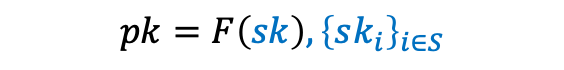 pk = F(sk), {sk_i}_{i∈S}